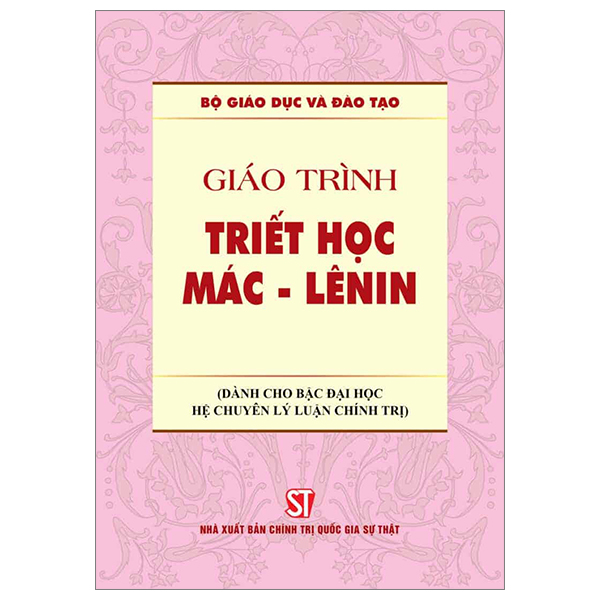 BỘ GIÁO DỤC VÀ ĐÀO TẠO
GIÁO TRÌNH
TRIẾT HỌC
MÁC - LÊNIN
(DÀNH CHO BẬC ĐẠI HỌC
HỆ CHUYÊN LÝ LUẬN CHÍNH TRỊ)
ST
NHÀ XUẤT BẢN CHÍNH TRỊ QUỐC GIA SỰ THẬT